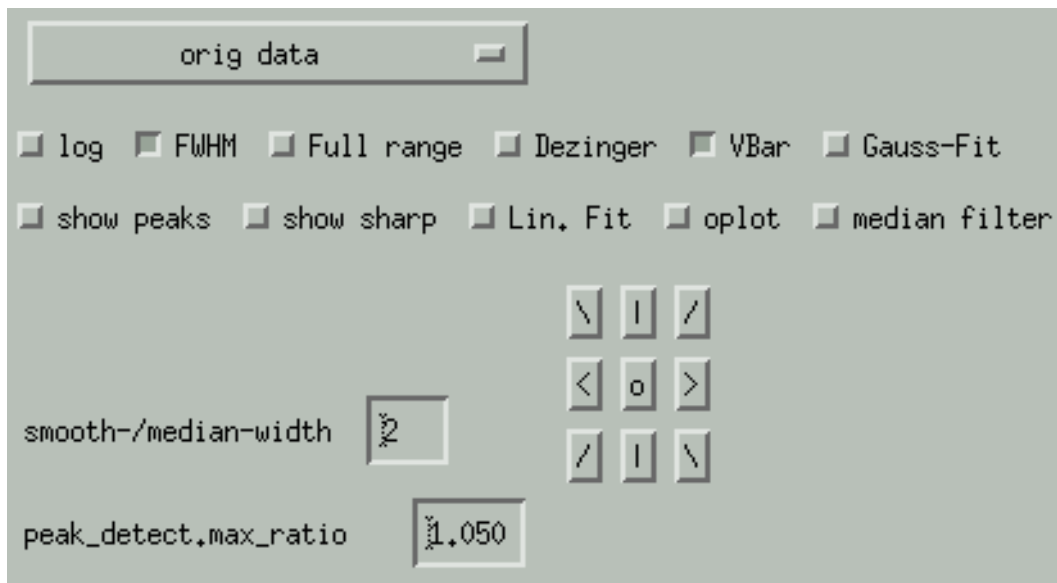 orig data
log FWHM Full range Dezinger VBar Gauss-Fit
show peaks show sharp Lin. Fit oplot median filter
\ | /
< o >
smooth-/median-width 2
/ | \
peak_detect.max_ratio 1.050